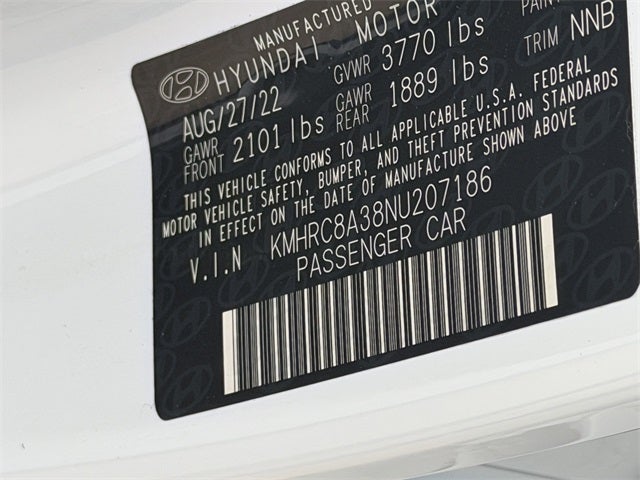 MANUFACTURED
HYUNDAI MOTOR
AUG/27/22 GVWR 3770 lbs
GAWR FRONT 2101 lbs GAWR REAR 1889 lbs
TRIM NNB
THIS VEHICLE CONFORMS TO ALL APPLICABLE U.S.A. FEDERAL
MOTOR VEHICLE SAFETY, BUMPER, AND THEFT PREVENTION STANDARDS
IN EFFECT ON THE DATE OF MANUFACTURE SHOWN ABOVE
V.I.N KMHRC8A38NU207186
PASSENGER CAR